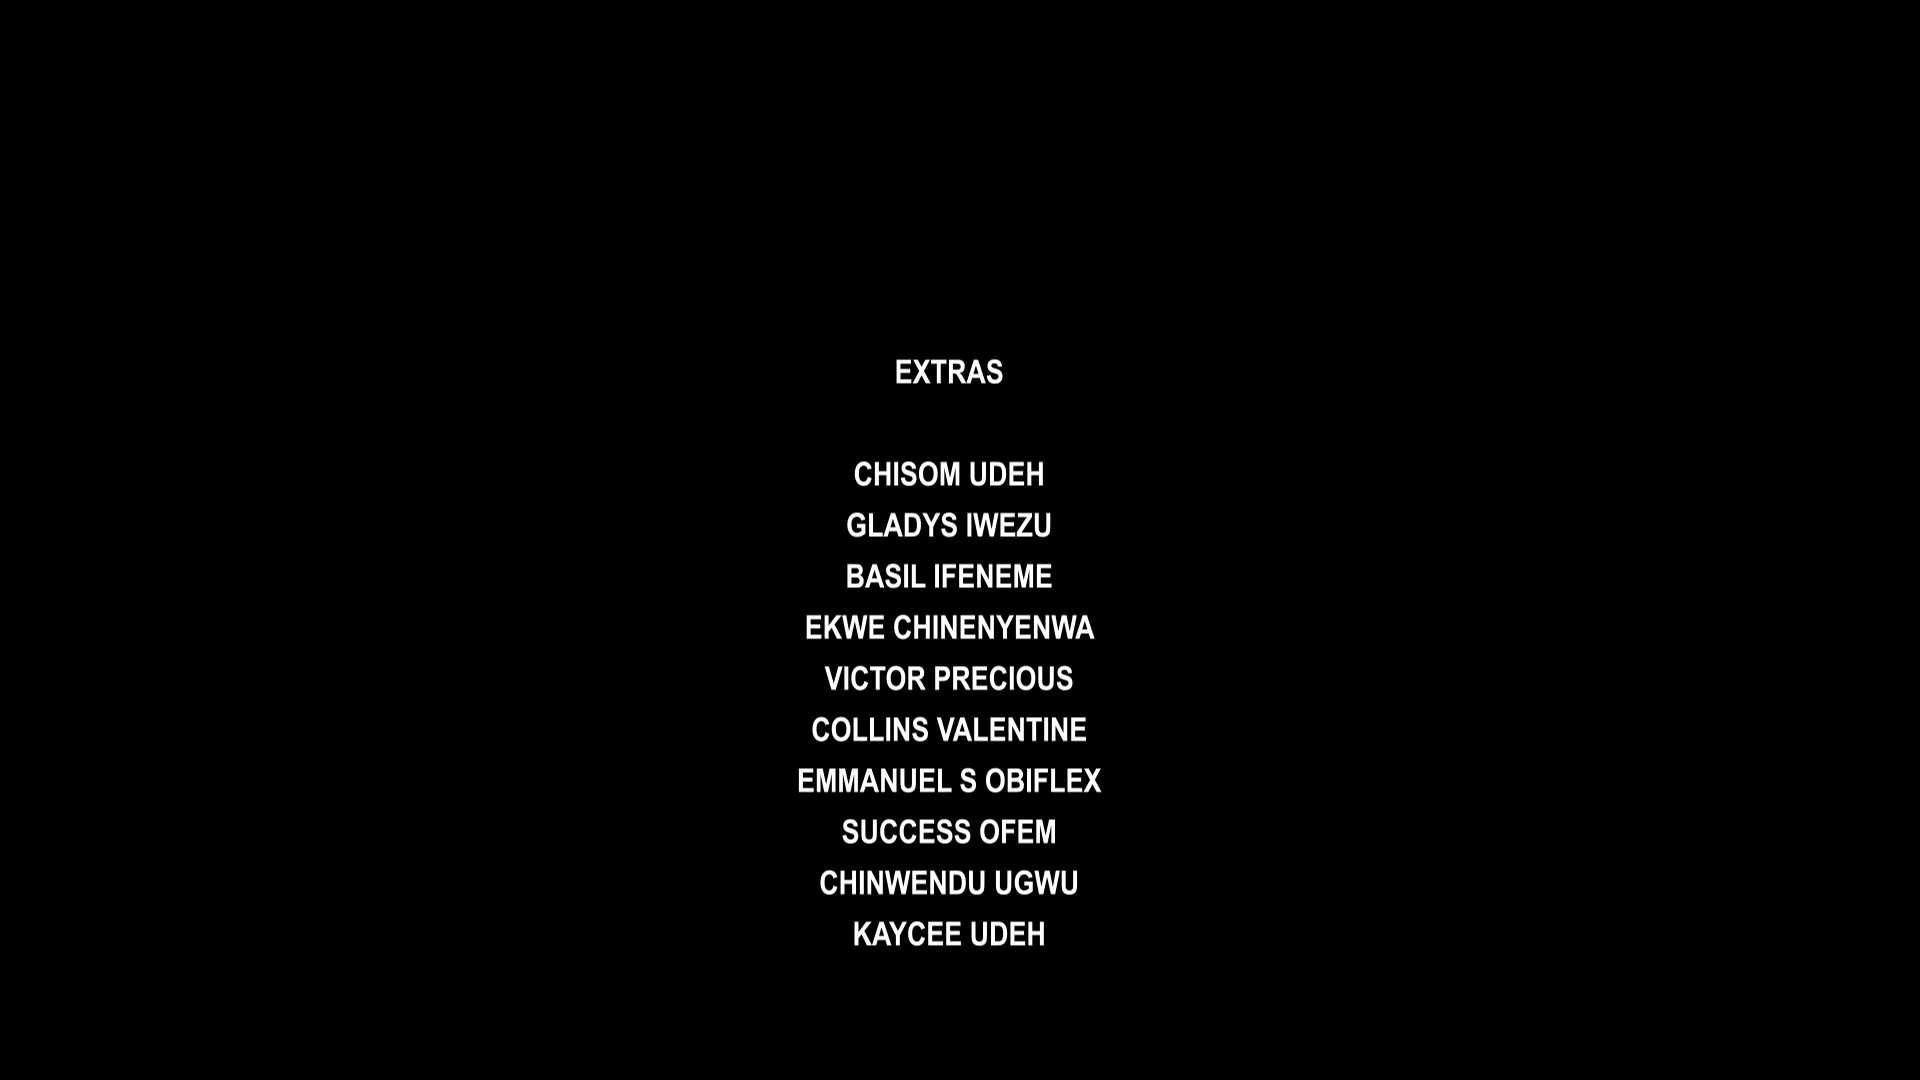 EXTRAS
CHISOM UDEH
GLADYS IWEZU
BASIL IFENEME
EKWE CHINENYENWA
VICTOR PRECIOUS
COLLINS VALENTINE
EMMANUEL S OBIFLEX
SUCCESS OFEM
CHINWENDU UGWU
KAYCEE UDEH